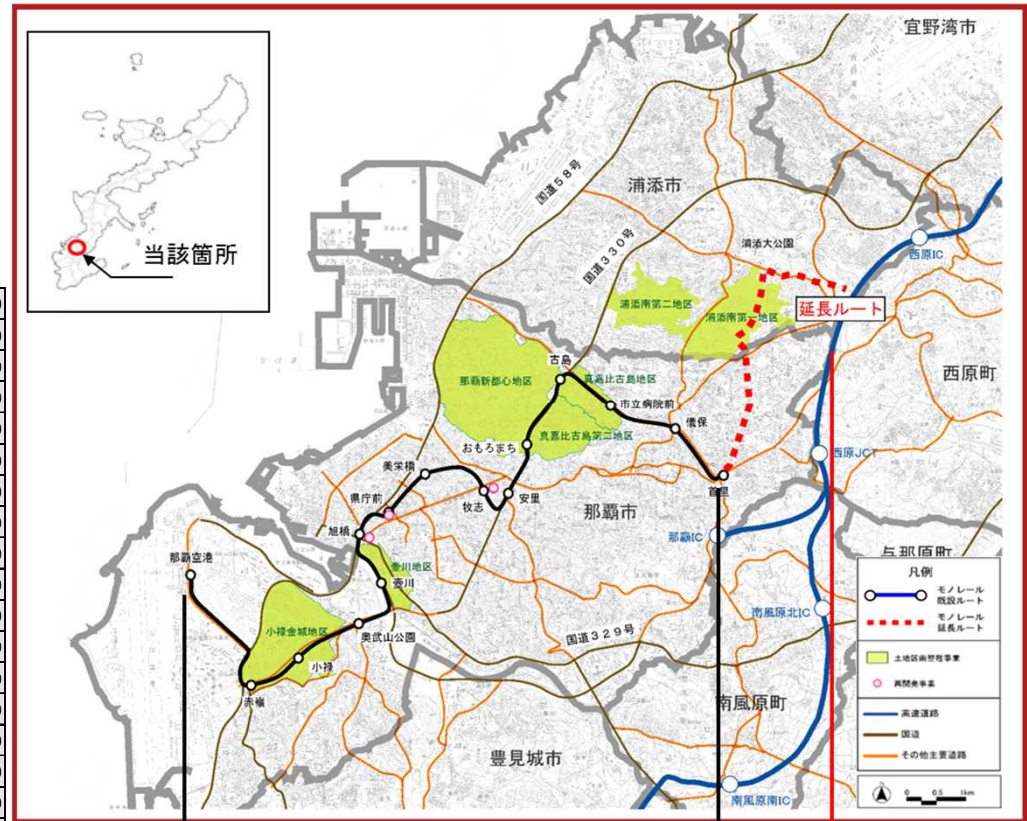 宜野湾市
当該箇所
国道58号
浦添市
国道330号
浦添大公園
西原IC
浦添南第二地区
浦添南第一地区
延長ルート
西原町
古島
那覇新都心地区
真嘉比古島地区
市立病院前
儀保
おもろまち
真嘉比古島第二地区
西原JCT
美栄橋
首里
県庁前
牧志
安里
那覇市
旭橋
那覇IC
那覇空港
与那原町
壺川地区
壺川
凡例
モノレール
既設ルート
モノレール
延長ルート
南風原北IC
小禄金城地区
奥武山公園
国道329号
小禄
土地区画整理事業
再開発事業
赤嶺
南風原町
高速道路
国道
その他主要道路
豊見城市
南風原南IC
0 0.5 1km